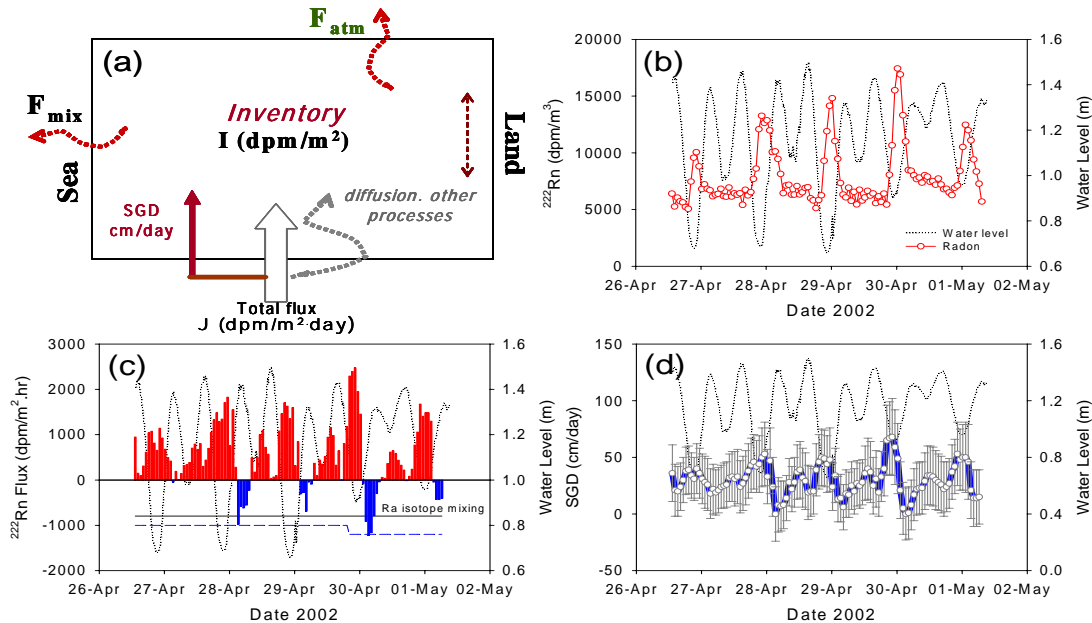 (a)
F atm
F mix
Inventory
I (dpm/m²)
Sea
Land
SGD
cm/day
diffusion. other
processes
Total flux
J (dpm/m²·day)
(b)
²²²Rn (dpm/m³)
20000
15000
10000
5000
0
1.6
1.4
1.2
1.0
0.8
0.6
Water Level (m)
Water level
Radon
26-Apr 27-Apr 28-Apr 29-Apr 30-Apr 01-May 02-May
Date 2002
(c)
²²²Rn Flux (dpm/m².hr)
3000
2000
1000
0
-1000
-2000
1.6
1.4
1.2
1.0
0.8
0.6
Water Level (m)
Ra isotope mixing
26-Apr 27-Apr 28-Apr 29-Apr 30-Apr 01-May 02-May
Date 2002
(d)
SGD (cm/day)
150
100
50
0
-50
1.6
1.2
0.8
0.4
0.0
Water Level (m)
26-Apr 27-Apr 28-Apr 29-Apr 30-Apr 01-May 02-May
Date 2002